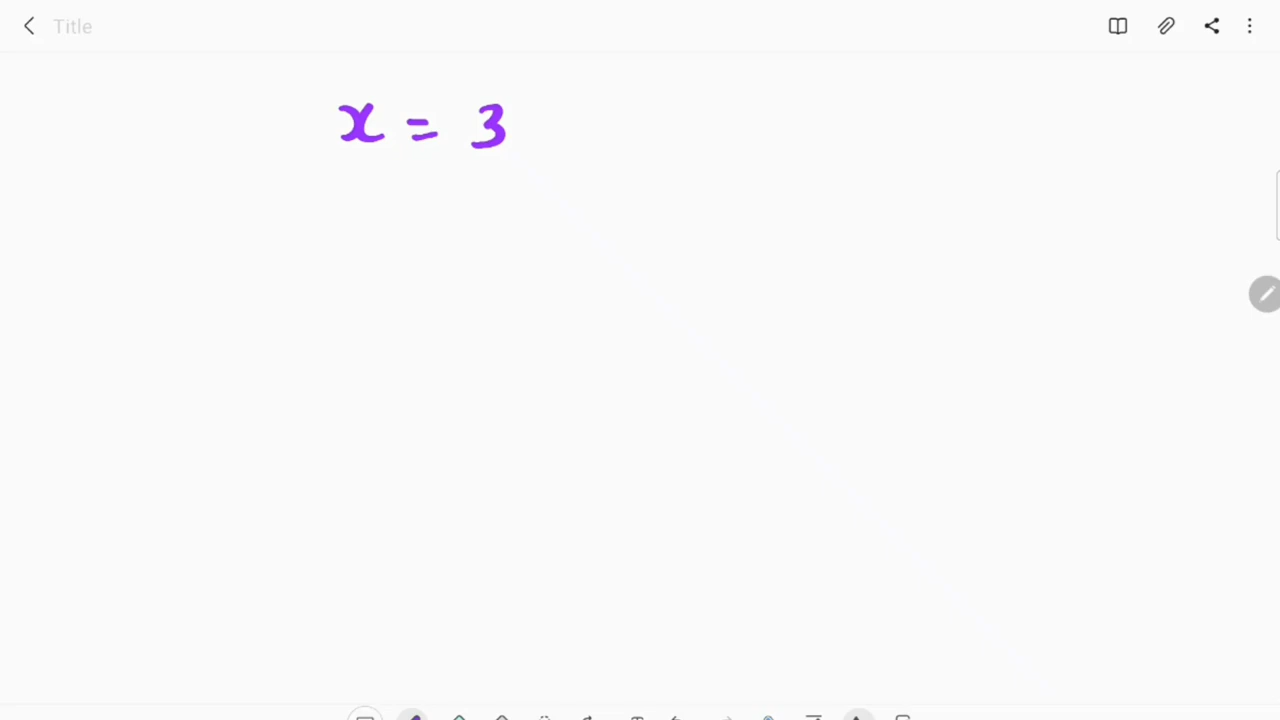 Title
x = 3